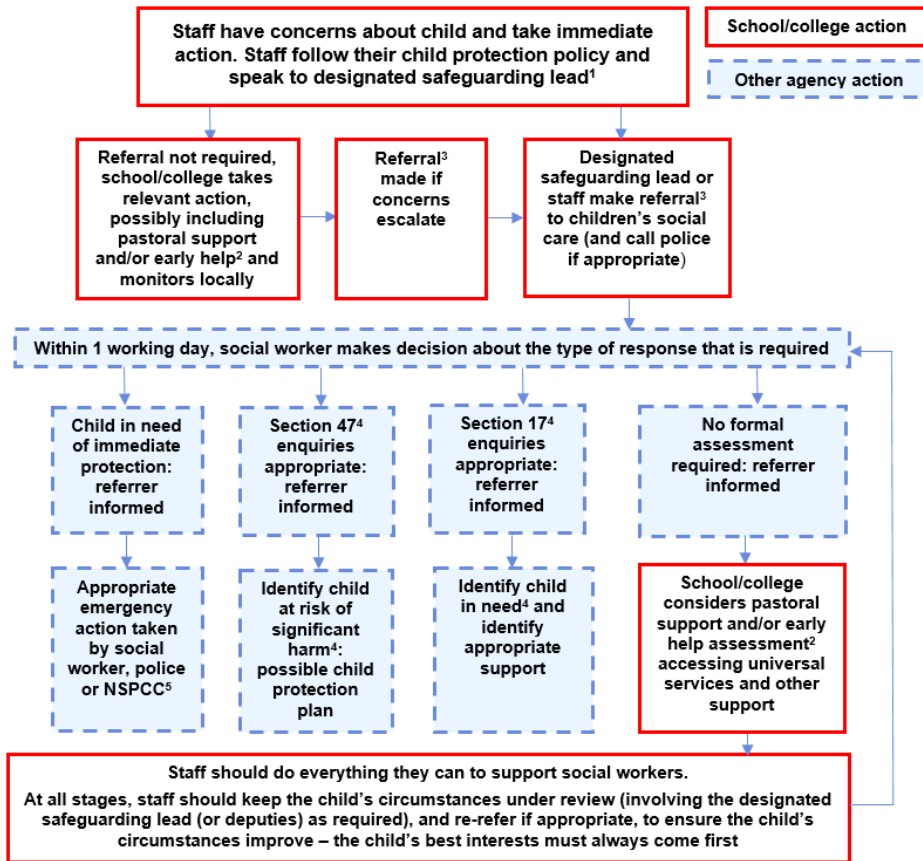 Staff have concerns about child and take immediate
action. Staff follow their child protection policy and
speak to designated safeguarding lead¹
School/college action
Other agency action
Referral not required,
school/college takes
relevant action,
possibly including
pastoral support
and/or early help² and
monitors locally
Referral³
made if
concerns
escalate
Designated
safeguarding lead or
staff make referral³
to children’s social
care (and call police
if appropriate)
Within 1 working day, social worker makes decision about the type of response that is required
Child in need
of immediate
protection:
referrer
informed
Section 47⁴
enquiries
appropriate:
referrer
informed
Section 17⁴
enquiries
appropriate:
referrer
informed
No formal
assessment
required: referrer
informed
Appropriate
emergency
action taken
by social
worker, police
or NSPCC⁵
Identify child
at risk of
significant
harm⁴:
possible child
protection
plan
Identify child
in need⁴ and
identify
appropriate
support
School/college
considers pastoral
support and/or early
help assessment²
accessing universal
services and other
support
Staff should do everything they can to support social workers.
At all stages, staff should keep the child’s circumstances under review (involving the designated
safeguarding lead (or deputies) as required), and re-refer if appropriate, to ensure the child’s
circumstances improve – the child’s best interests must always come first